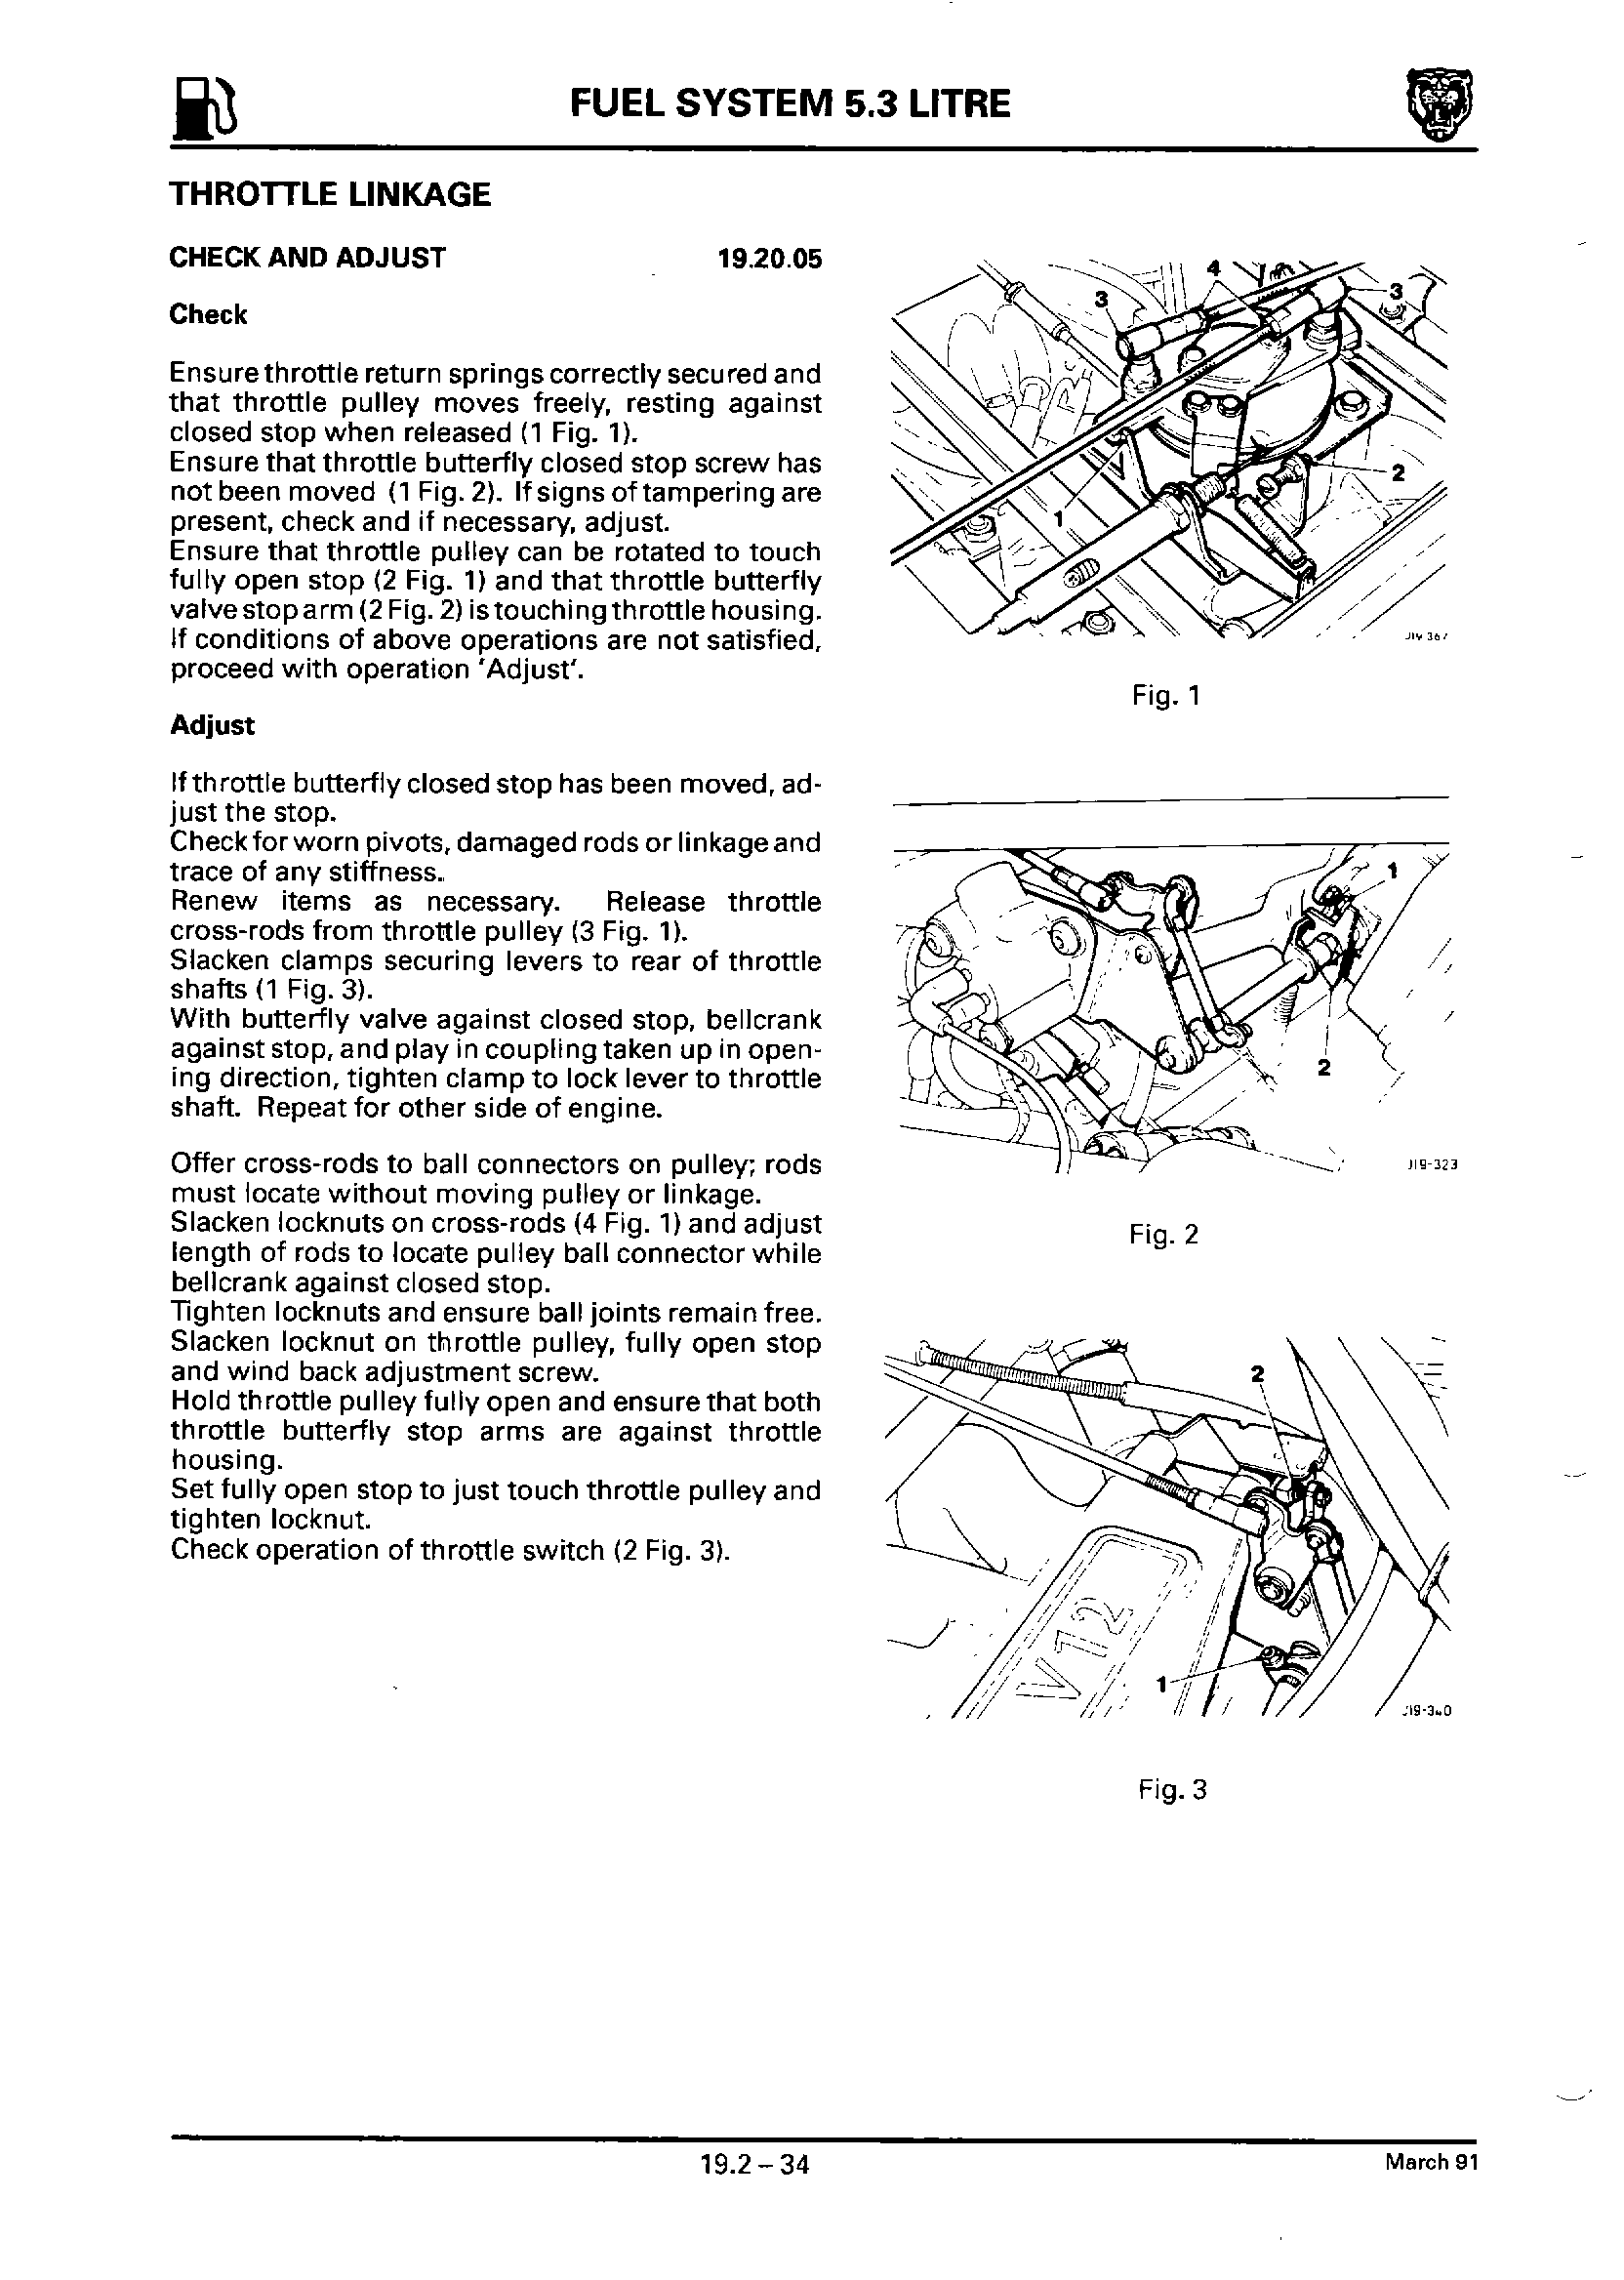 FUEL SYSTEM 5.3 LITRE
THROTTLE LINKAGE
CHECK AND ADJUST 19.20.05
Check
Ensure throttle return springs correctly secured and
that throttle pulley moves freely, resting against
closed stop when released (1 Fig. 1).
Ensure that throttle butterfly closed stop screw has
not been moved (1 Fig. 2). If signs of tampering are
present, check and if necessary, adjust.
Ensure that throttle pulley can be rotated to touch
fully open stop (2 Fig. 1) and that throttle butterfly
valve stop arm (2 Fig. 2) is touching throttle housing.
If conditions of above operations are not satisfied,
proceed with operation 'Adjust'.
Adjust
If throttle butterfly closed stop has been moved, ad-
just the stop.
Check for worn pivots, damaged rods or linkage and
trace of any stiffness.
Renew items as necessary. Release throttle
cross-rods from throttle pulley (3 Fig. 1).
Slacken clamps securing levers to rear of throttle
shafts (1 Fig. 3).
With butterfly valve against closed stop, bellcrank
against stop, and play in coupling taken up in open-
ing direction, tighten clamp to lock lever to throttle
shaft. Repeat for other side of engine.
Offer cross-rods to ball connectors on pulley; rods
must locate without moving pulley or linkage.
Slacken locknuts on cross-rods (4 Fig. 1) and adjust
length of rods to locate pulley ball connector while
bellcrank against closed stop.
Tighten locknuts and ensure ball joints remain free.
Slacken locknut on throttle pulley, fully open stop
and wind back adjustment screw.
Hold throttle pulley fully open and ensure that both
throttle butterfly stop arms are against throttle
housing.
Set fully open stop to just touch throttle pulley and
tighten locknut.
Check operation of throttle switch (2 Fig. 3).
4
3
3
2
1
J19 367
Fig. 1
1
2
J19-323
Fig. 2
2
V12
1
Fig. 3
19.2 – 34
March 91